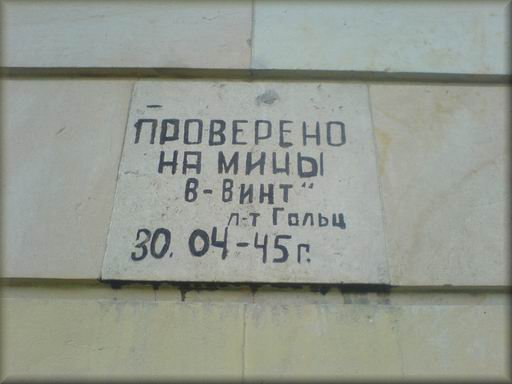 ПРОВЕРЕНО
НА МИНЫ
В-ВИНТ"
л-т Гольц
30. 04-45г.